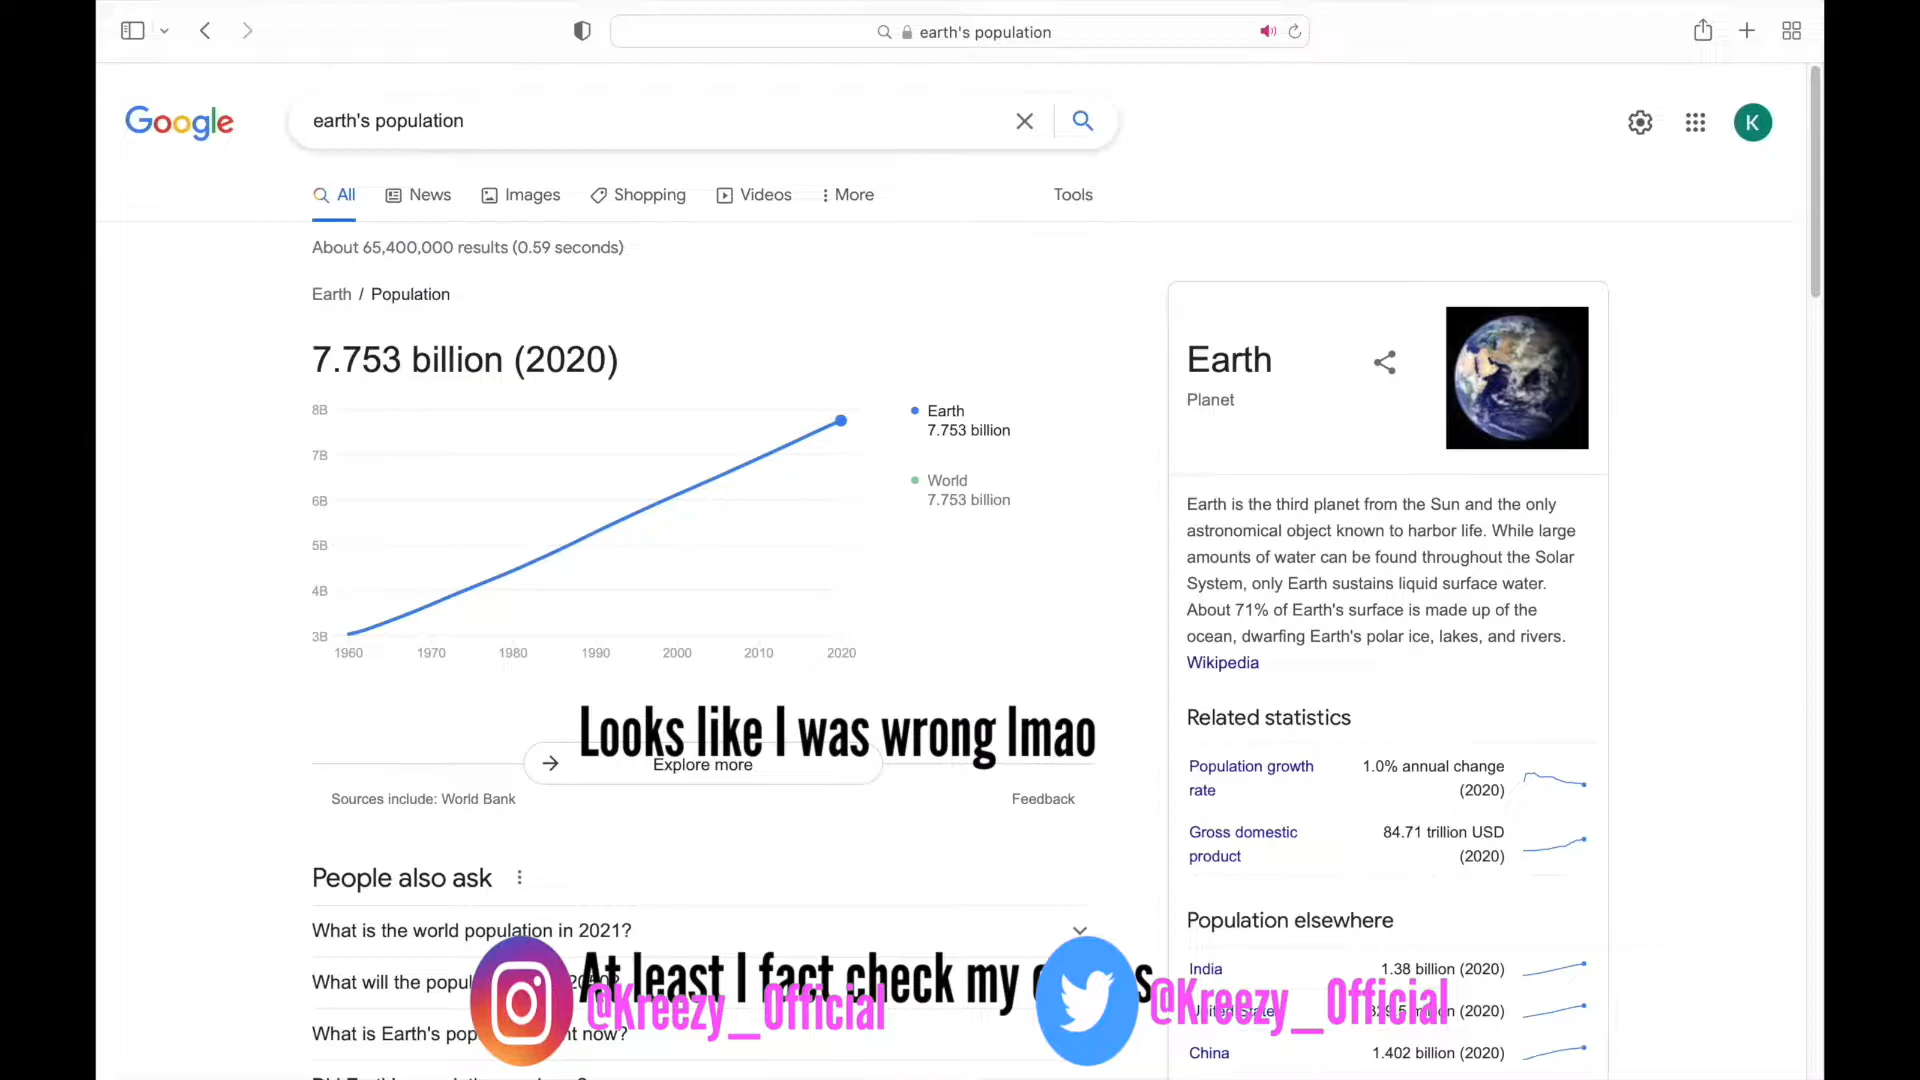 earth's population
Google
earth's population
K
All
News
Images
Shopping
Videos
More
Tools
About 65,400,000 results (0.59 seconds)
Earth / Population
7.753 billion (2020)
8B
7B
6B
5B
4B
3B
1960
1970
1980
1990
2000
2010
2020
Earth
7.753 billion
World
7.753 billion
Looks like I was wrong lmao
Explore more
Sources include: World Bank
Feedback
People also ask
What is the world population in 2021?
What will the
What is Earth's now?
At least I fact check my
@Kreezy__Official
@Kreezy__Official
Earth
Planet
Earth is the third planet from the Sun and the only
astronomical object known to harbor life. While large
amounts of water can be found throughout the Solar
System, only Earth sustains liquid surface water.
About 71% of Earth's surface is made up of the
ocean, dwarfing Earth's polar ice, lakes, and rivers.
Wikipedia
Related statistics
Population growth
rate
1.0% annual change
(2020)
Gross domestic
product
84.71 trillion USD
(2020)
Population elsewhere
India
1.38 billion (2020)
(2020)
China
1.402 billion (2020)